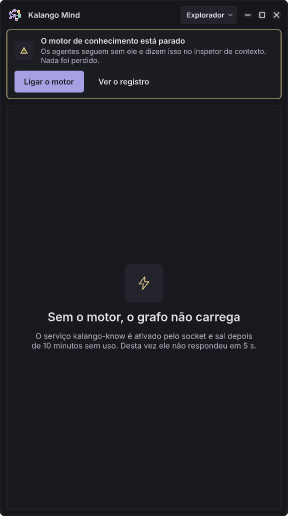 Kalango Mind
Explorador
O motor de conhecimento está parado
Os agentes seguem sem ele e dizem isso no inspetor de contexto.
Nada foi perdido.
Ligar o motor
Ver o registro
Sem o motor, o grafo não carrega
O serviço kalango-know é ativado pelo socket e sai depois
de 10 minutos sem uso. Desta vez ele não respondeu em 5 s.